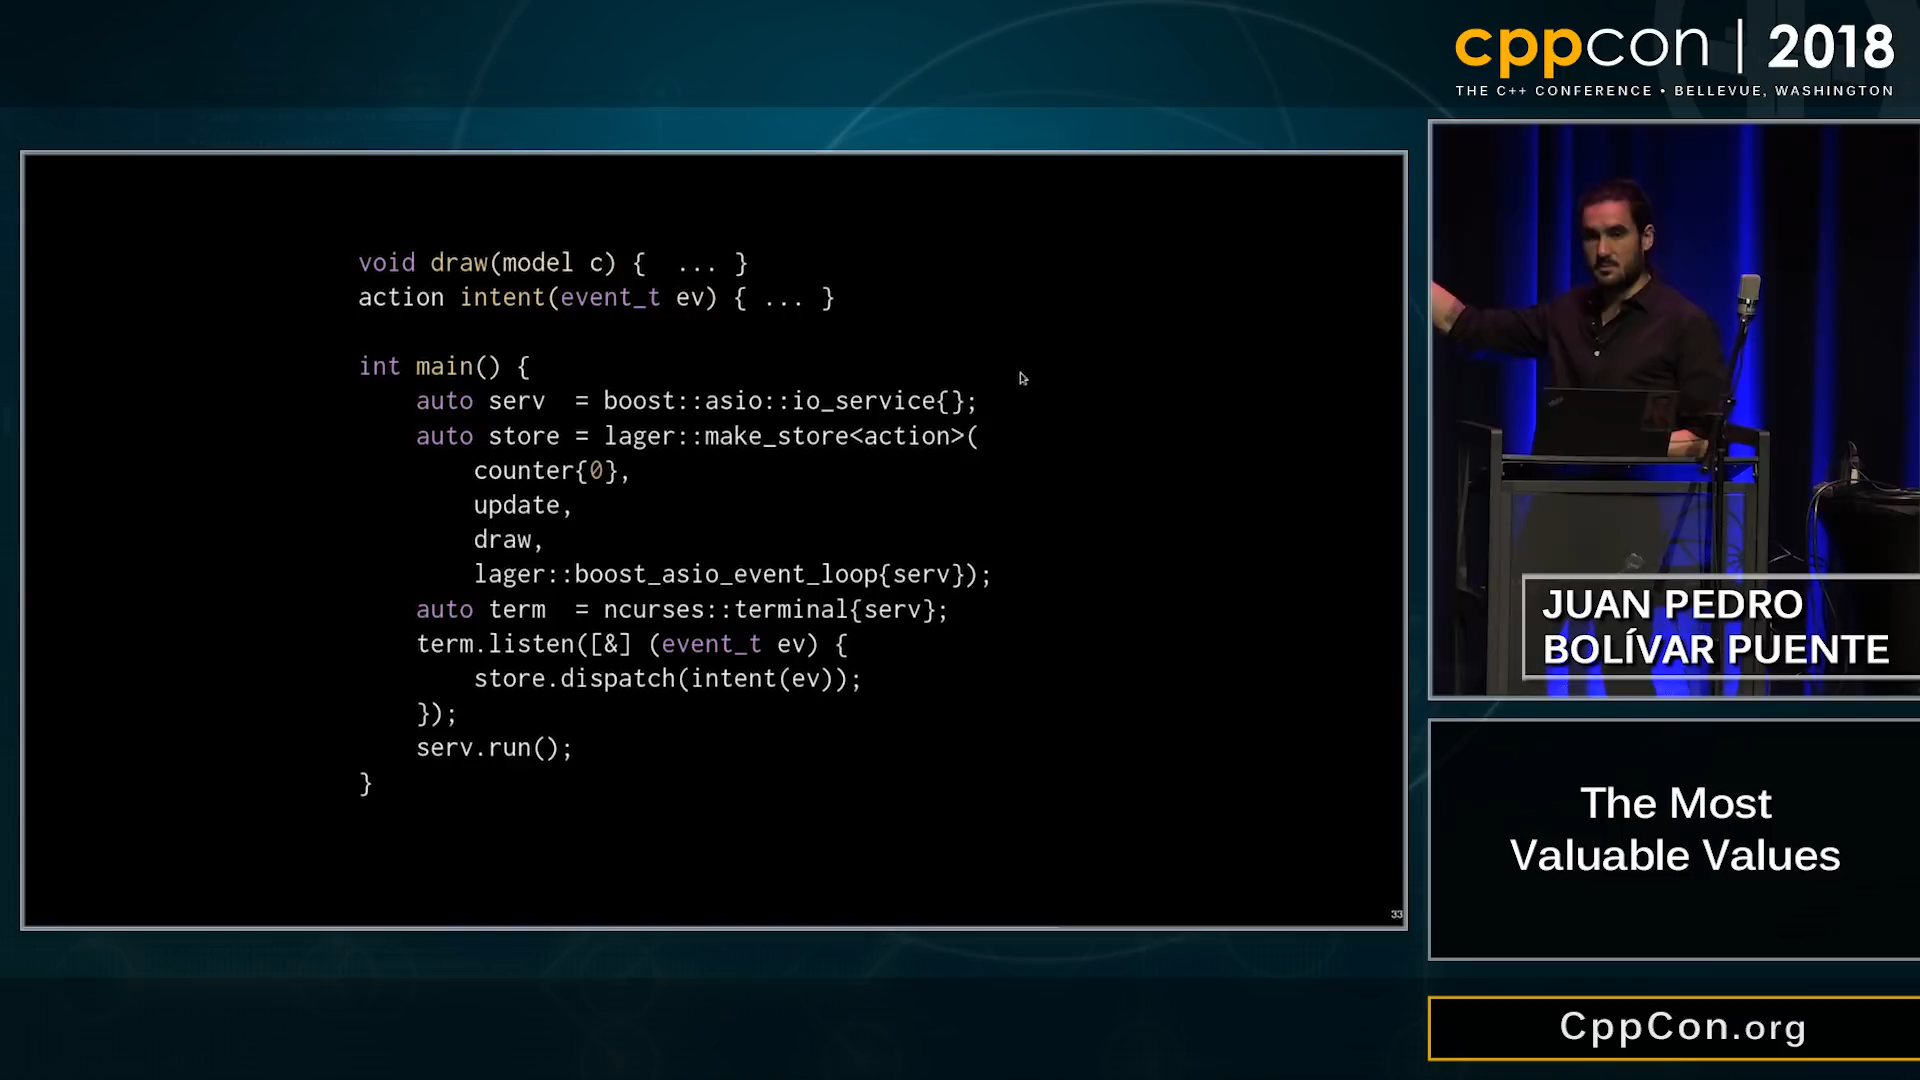 cppcon | 2018
THE C++ CONFERENCE • BELLEVUE, WASHINGTON
void draw(model c) {  ... }
action intent(event_t ev) { ... }
int main() {
    auto serv  = boost::asio::io_service{};
    auto store = lager::make_store<action>(
        counter{0},
        update,
        draw,
        lager::boost_asio_event_loop{serv});
    auto term  = ncurses::terminal{serv};
    term.listen([&] (event_t ev) {
        store.dispatch(intent(ev));
    });
    serv.run();
}
33
JUAN PEDRO
BOLÍVAR PUENTE
The Most
Valuable Values
CppCon.org